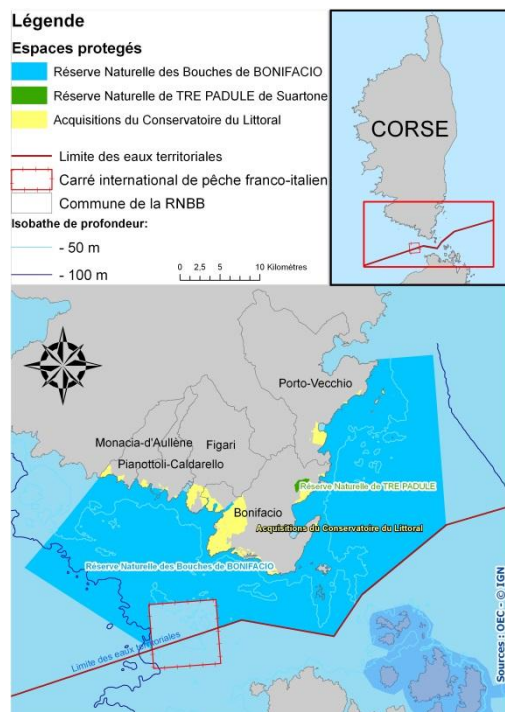 Légende
Espaces protegés
Réserve Naturelle des Bouches de BONIFACIO
Réserve Naturelle de TRE PADULE de Suartone
Acquisitions du Conservatoire du Littoral
Limite des eaux territoriales
Carré international de pêche franco-italien
Commune de la RNBB
Isobathe de profondeur:
- 50 m
- 100 m
0 2,5 5 10 Kilomètres
CORSE
Porto-Vecchio
Monacia-d'Aullène
Figari
Pianottoli-Caldarello
Réserve Naturelle de TRE PADULE
Bonifacio
Acquisitions du Conservatoire du Littoral
Réserve Naturelle des Bouches de BONIFACIO
Limite des eaux territoriales
Sources : OEC - © IGN